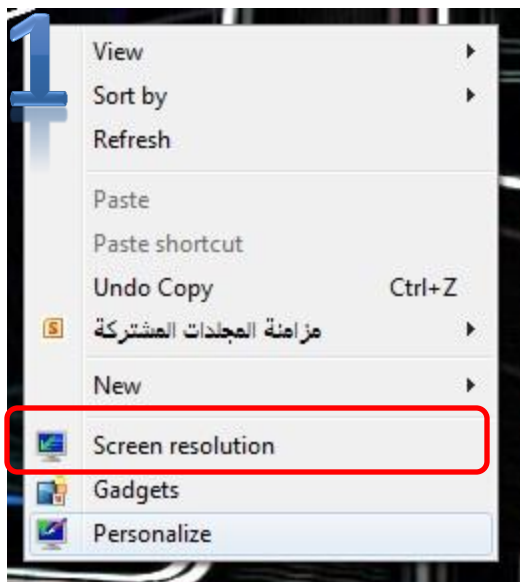 1
View
Sort by
Refresh
Paste
Paste shortcut
Undo Copy Ctrl+Z
S مزامنة المجلدات المشتركة
New
Screen resolution
Gadgets
Personalize